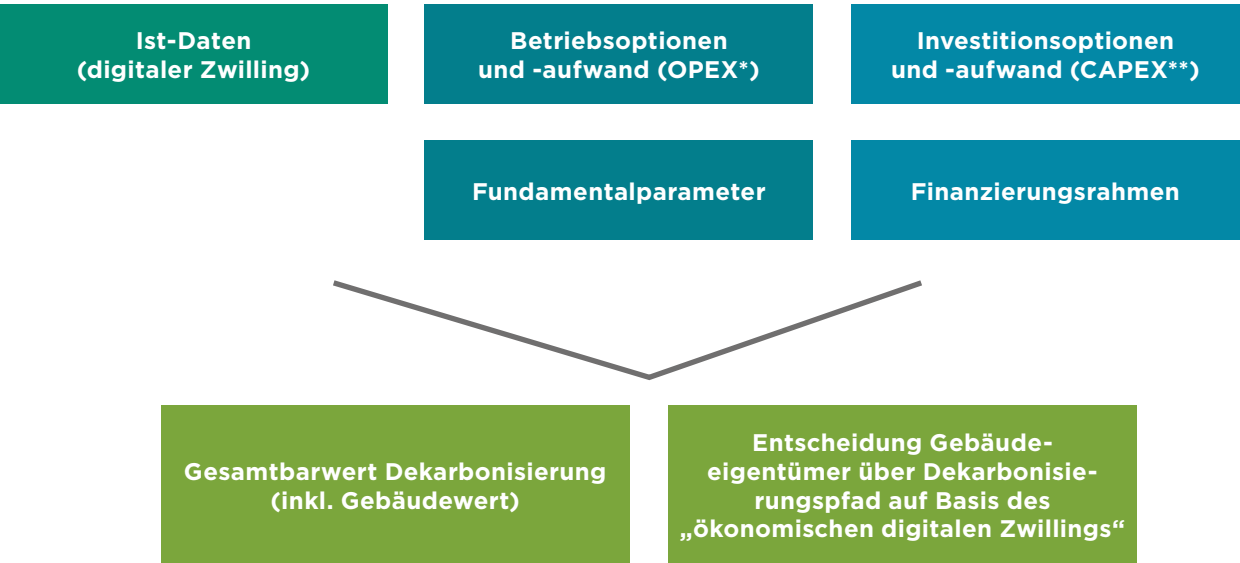 Ist-Daten
(digitaler Zwilling)
Betriebsoptionen
und -aufwand (OPEX*)
Investitionsoptionen
und -aufwand (CAPEX**)
Fundamentalparameter
Finanzierungsrahmen
Gesamtbarwert Dekarbonisierung
(inkl. Gebäudewert)
Entscheidung Gebäude-
eigentümer über Dekarbonisie-
rungspfad auf Basis des
„ökonomischen digitalen Zwillings“